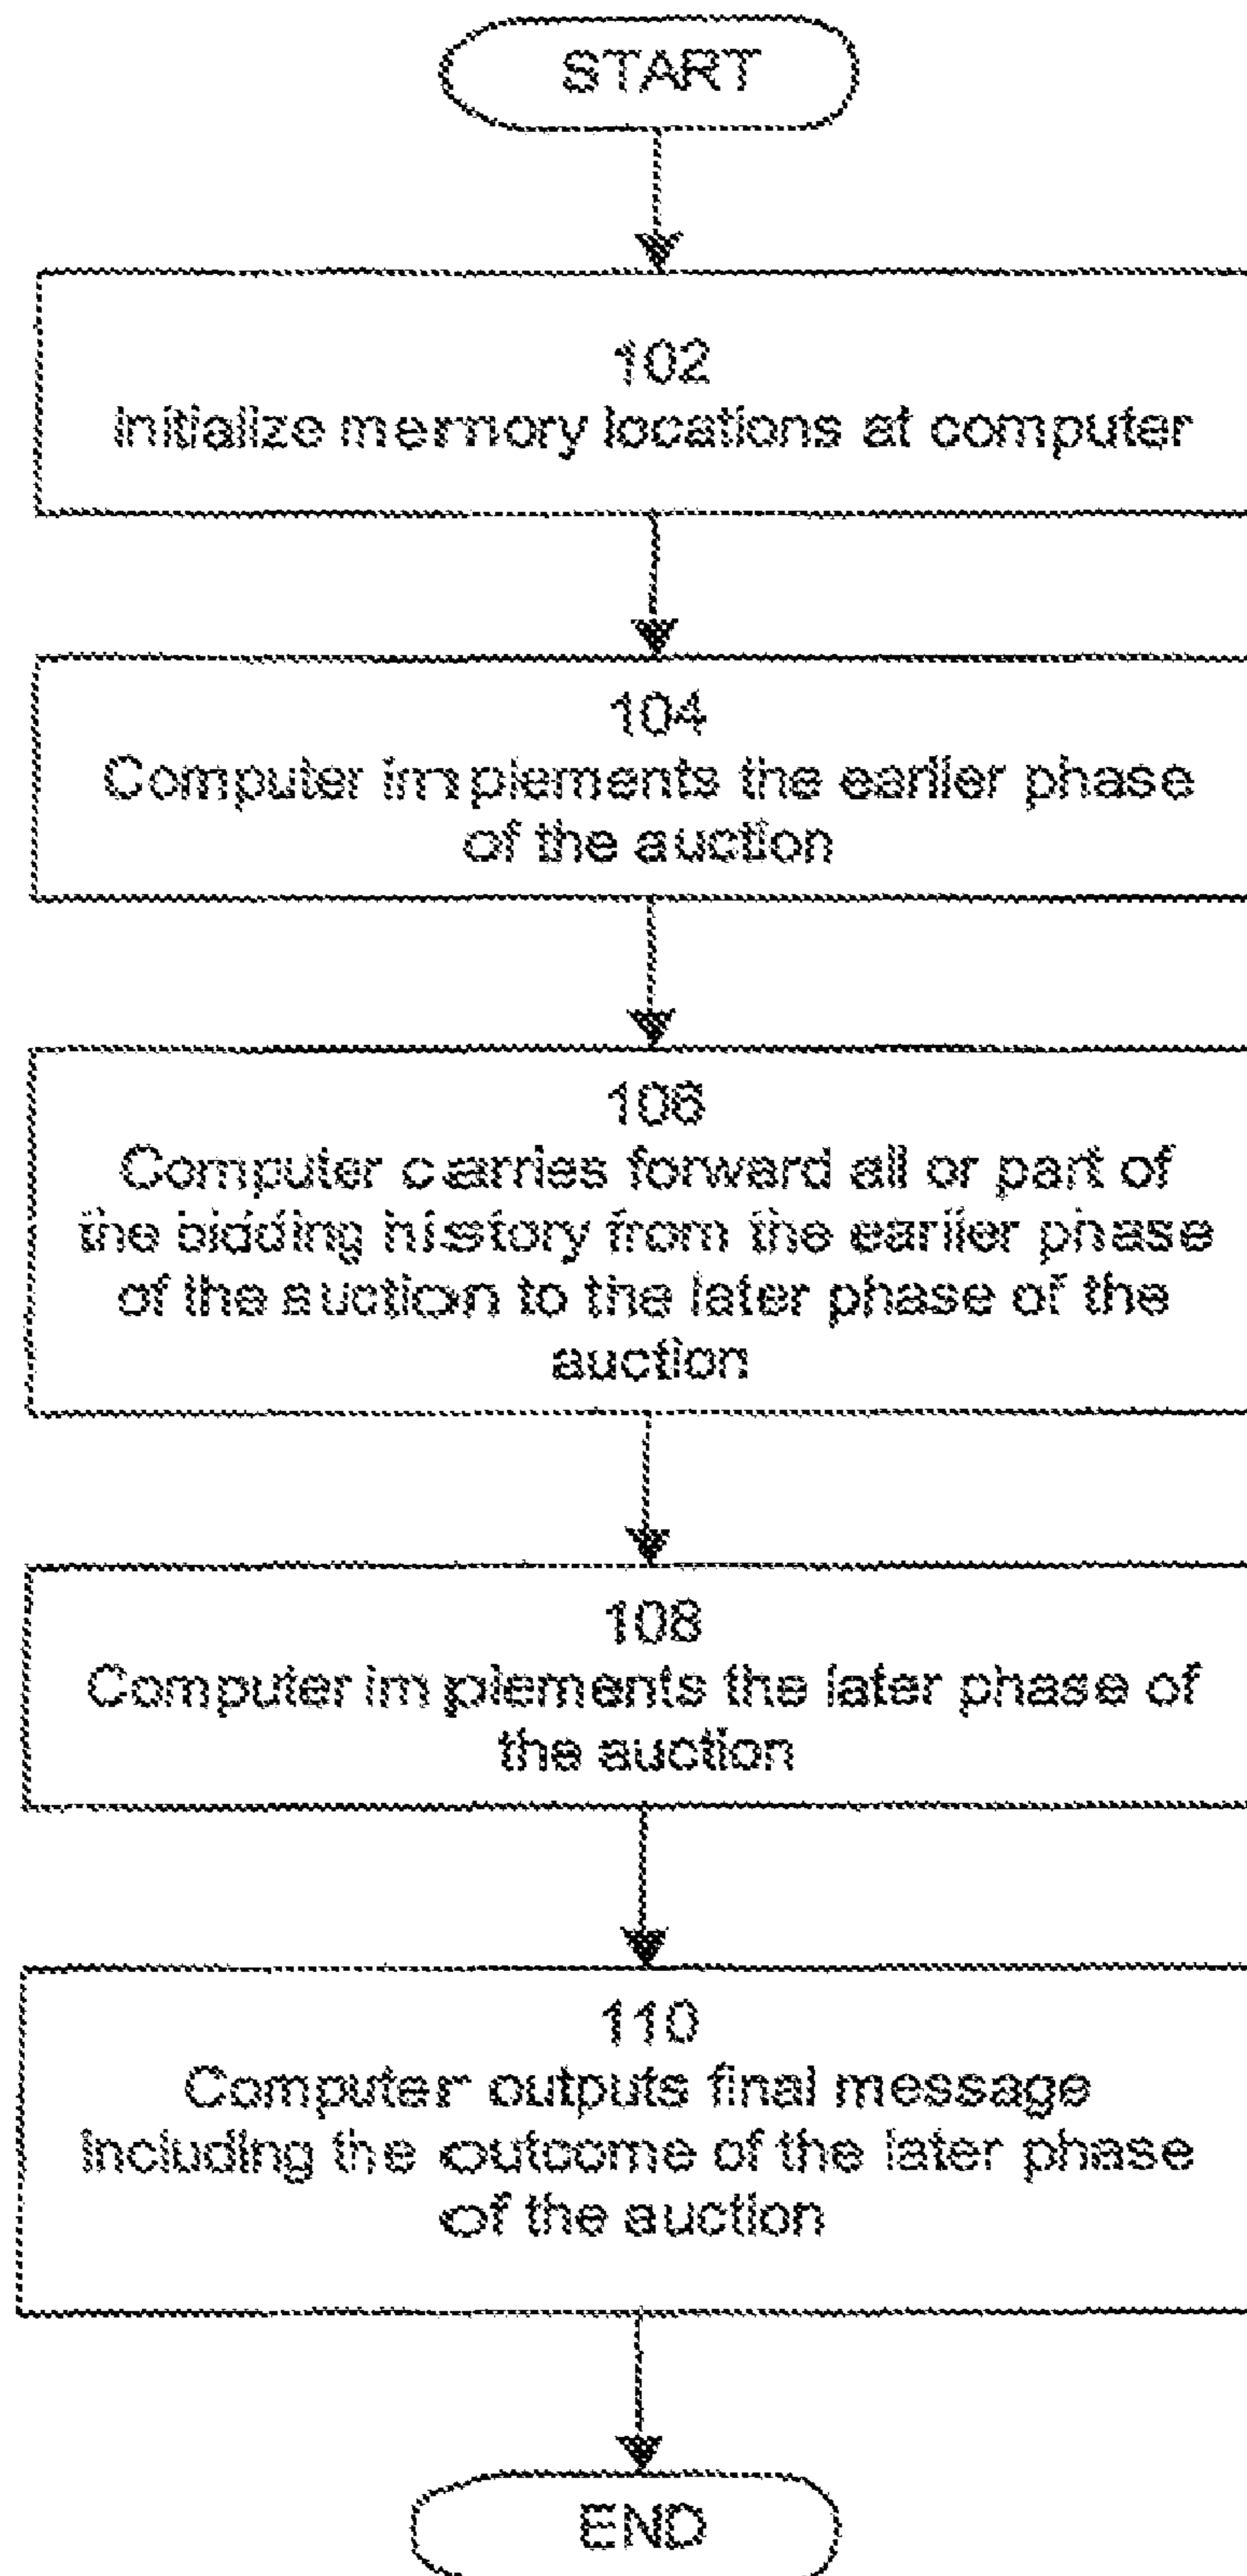 START
102
Initialize memory locations at computer
104
Computer implements the earlier phase
of the auction
106
Computer carries forward all or part of
the bidding history from the earlier phase
of the auction to the later phase of the
auction
108
Computer implements the later phase of
the auction
110
Computer outputs final message
including the outcome of the later phase
of the auction
END